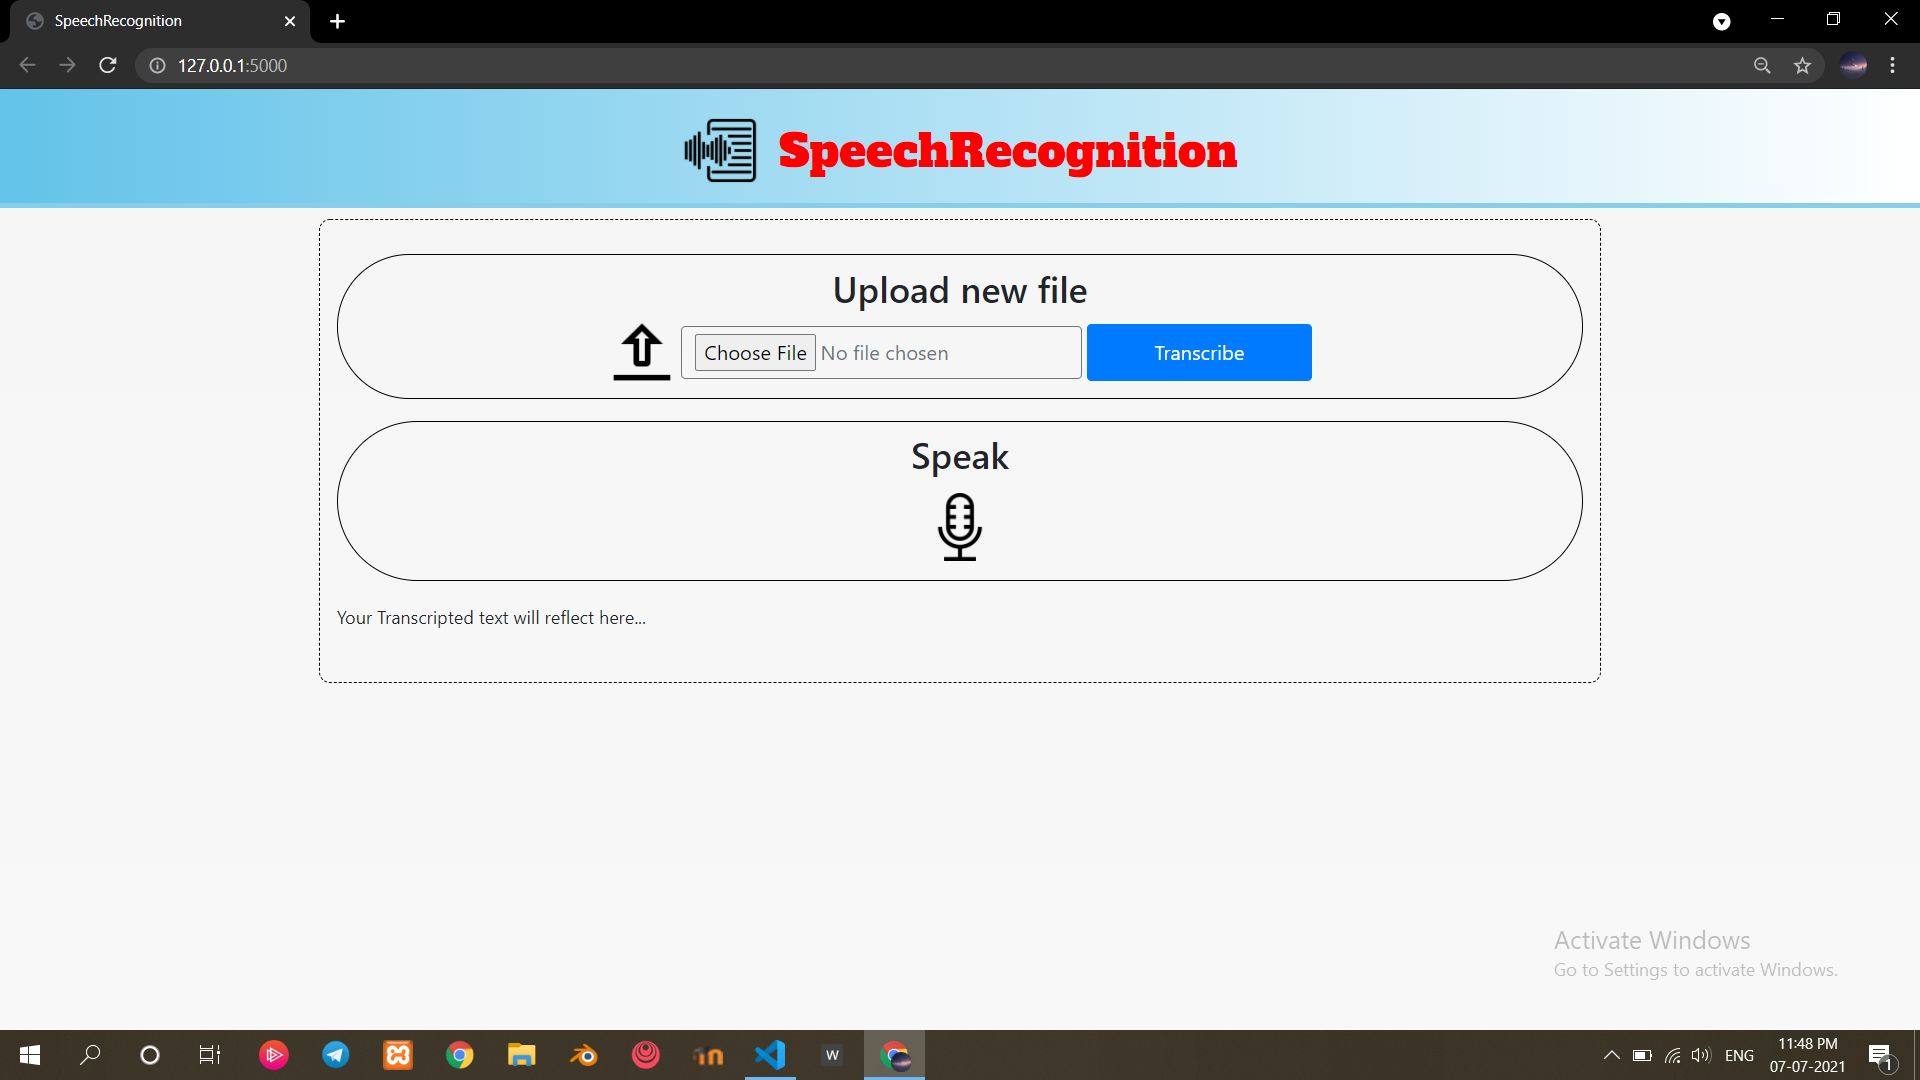 SpeechRecognition
127.0.0.1:5000
SpeechRecognition
Upload new file
Choose File No file chosen
Transcribe
Speak
Your Transcripted text will reflect here...
Activate Windows
Go to Settings to activate Windows.
W
ENG
11:48 PM
07-07-2021
1